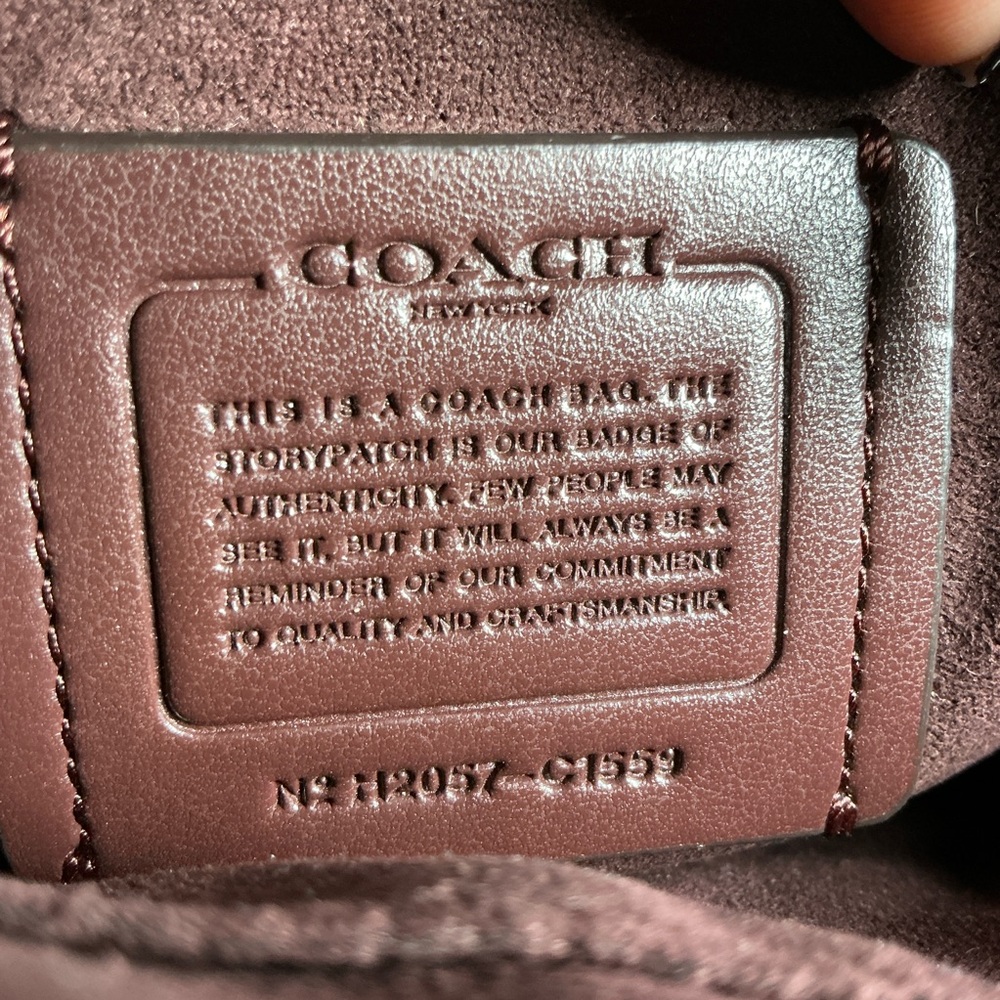 COACH
NEW YORK
THIS IS A COACH BAG. THE
STORYPATCH IS OUR BADGE OF
AUTHENTICITY. FEW PEOPLE MAY
SEE IT, BUT IT WILL ALWAYS BE A
REMINDER OF OUR COMMITMENT
TO QUALITY AND CRAFTSMANSHIP.
Nº H2057-C1559